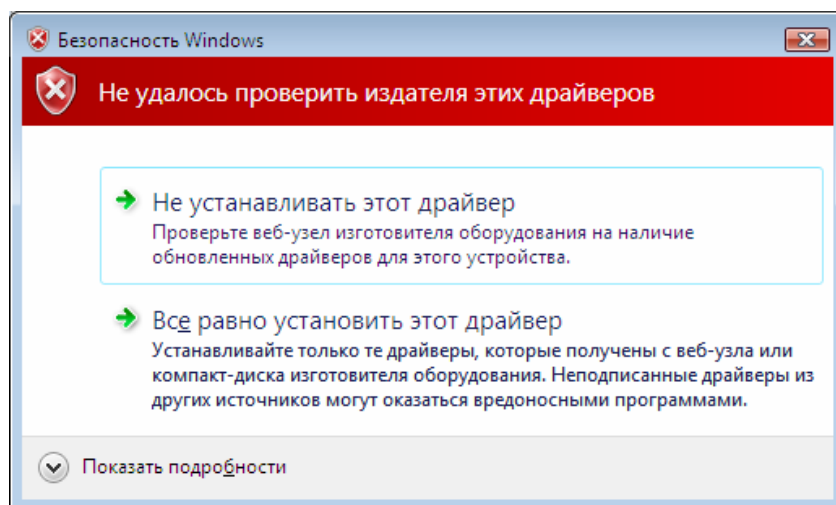 Безопасность Windows
Не удалось проверить издателя этих драйверов
Не устанавливать этот драйвер
Проверьте веб-узел изготовителя оборудования на наличие
обновленных драйверов для этого устройства.
Все равно установить этот драйвер
Устанавливайте только те драйверы, которые получены с веб-узла или
компакт-диска изготовителя оборудования. Неподписанные драйверы из
других источников могут оказаться вредоносными программами.
Показать подробности